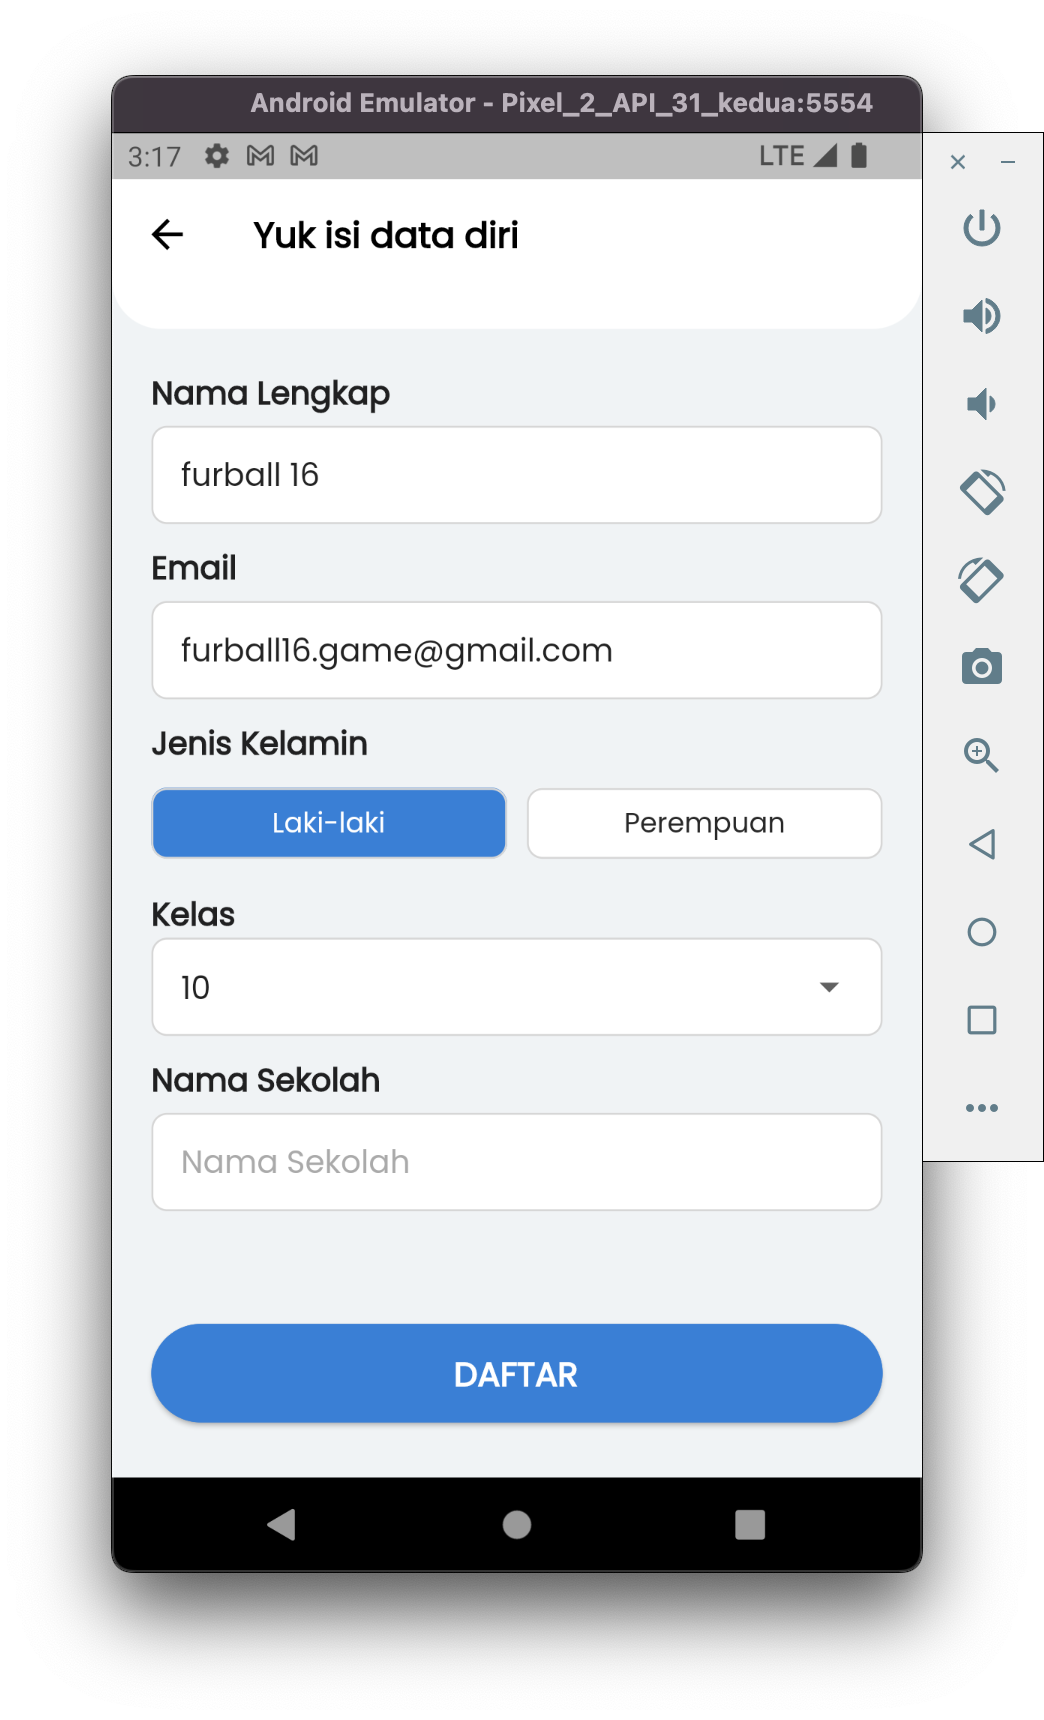 Android Emulator - Pixel_2_API_31_kedua:5554
3:17 LTE
Yuk isi data diri
Nama Lengkap
furball 16
Email
furball16.game@gmail.com
Jenis Kelamin
Laki-laki Perempuan
Kelas
10
Nama Sekolah
Nama Sekolah
DAFTAR